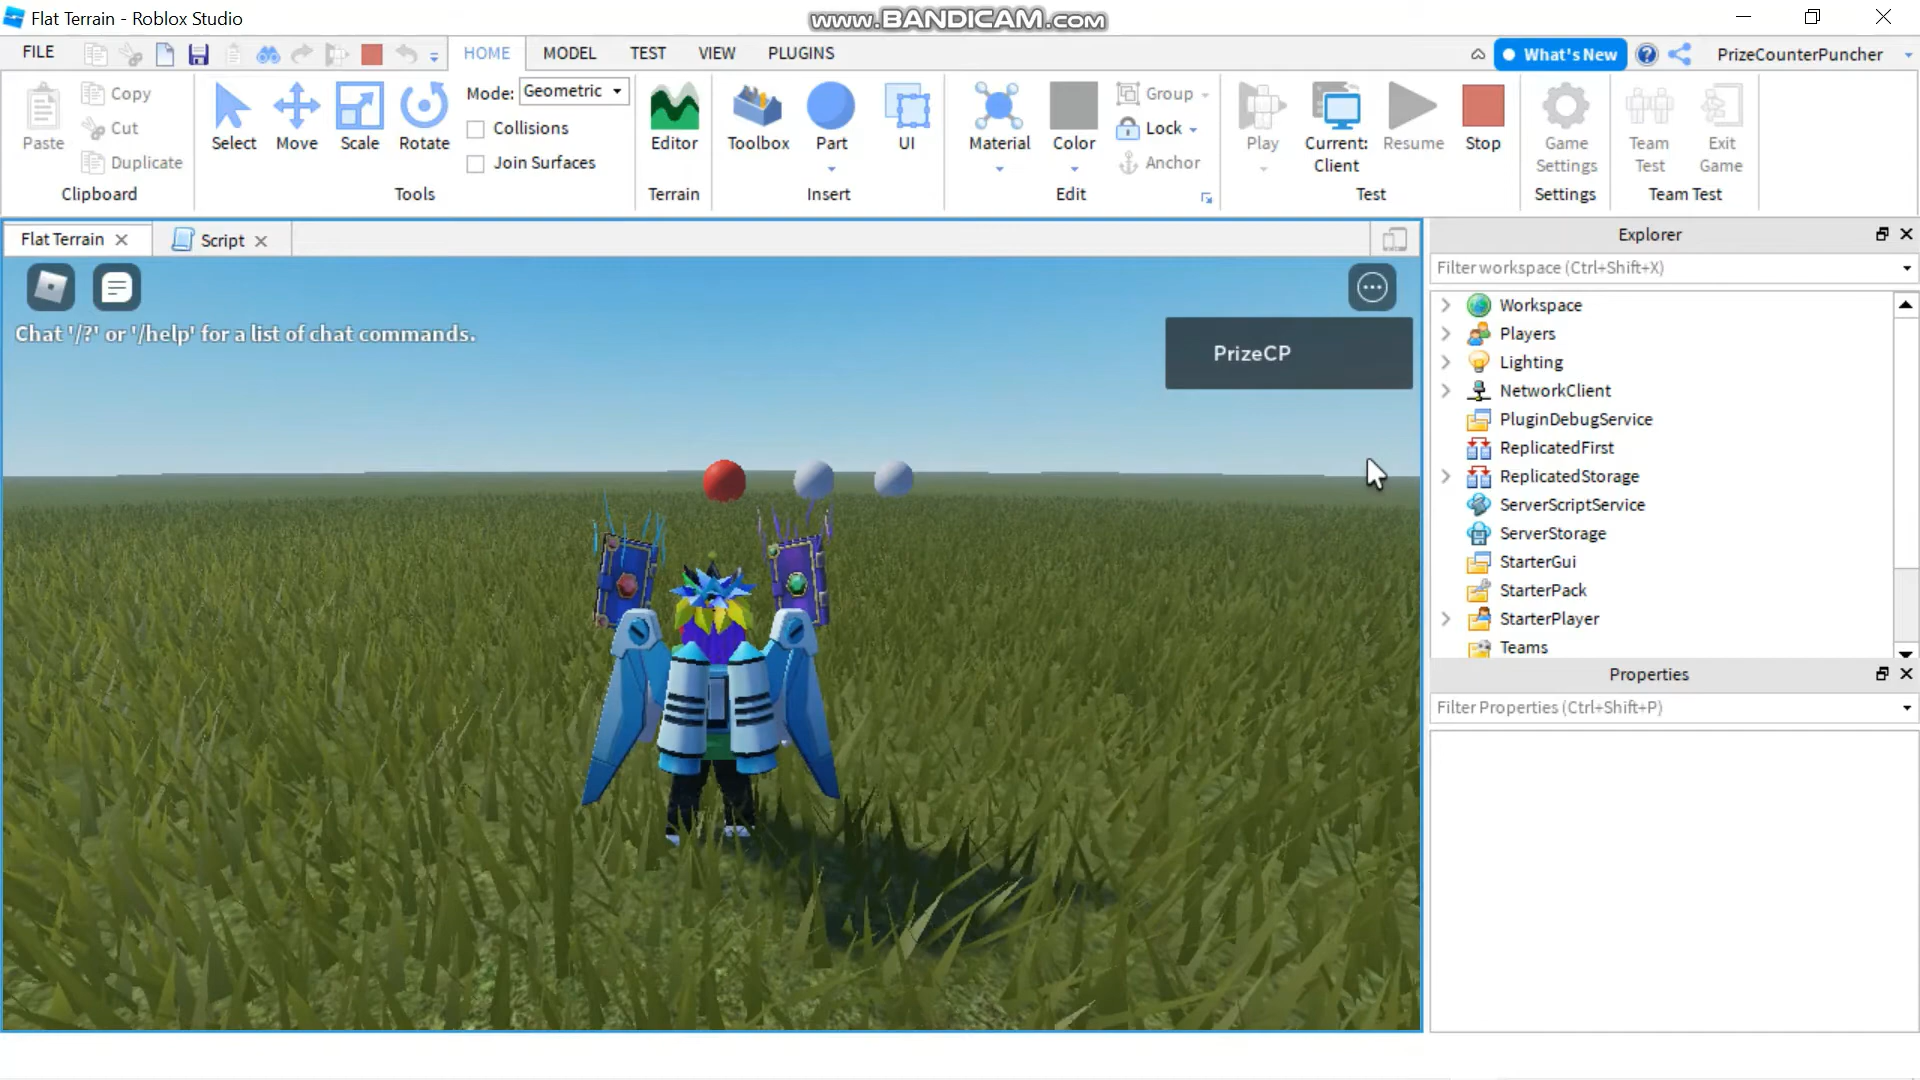 Flat Terrain - Roblox Studio
www.BANDICAM.com
FILE
HOME
MODEL
TEST
VIEW
PLUGINS
What's New
PrizeCounterPuncher
Paste
Copy
Cut
Duplicate
Clipboard
Select
Move
Scale
Rotate
Mode: Geometric
Collisions
Join Surfaces
Tools
Editor
Terrain
Toolbox
Part
UI
Insert
Material
Color
Group
Lock
Anchor
Edit
Play
Current:
Client
Resume
Stop
Test
Game
Settings
Settings
Team
Test
Exit
Game
Team Test
Flat Terrain
Script
Chat '/?' or '/help' for a list of chat commands.
PrizeCP
Explorer
Filter workspace (Ctrl+Shift+X)
Workspace
Players
Lighting
NetworkClient
PluginDebugService
ReplicatedFirst
ReplicatedStorage
ServerScriptService
ServerStorage
StarterGui
StarterPack
StarterPlayer
Teams
Properties
Filter Properties (Ctrl+Shift+P)